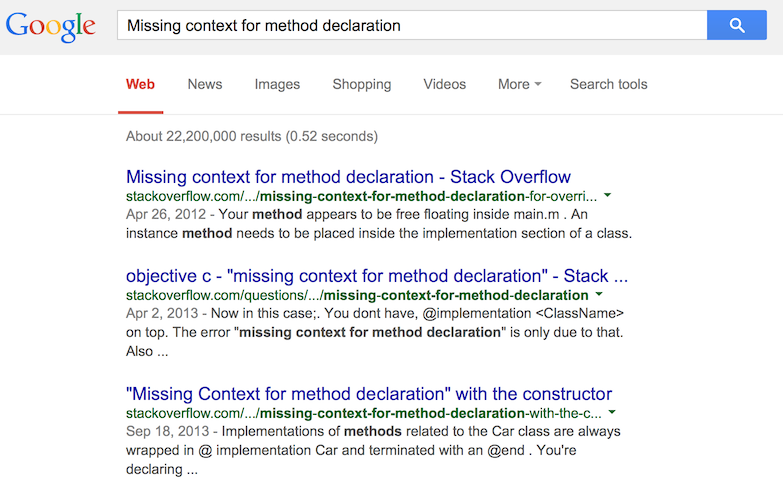 Google
Missing context for method declaration
Web News Images Shopping Videos More Search tools
About 22,200,000 results (0.52 seconds)
Missing context for method declaration - Stack Overflow
stackoverflow.com/.../missing-context-for-method-declaration-for-overri...
Apr 26, 2012 - Your method appears to be free floating inside main.m . An
instance method needs to be placed inside the implementation section of a class.
objective c - "missing context for method declaration" - Stack ...
stackoverflow.com/questions/.../missing-context-for-method-declaration
Apr 2, 2013 - Now in this case;. You dont have, @implementation <ClassName>
on top. The error "missing context for method declaration" is only due to that.
Also ...
"Missing Context for method declaration" with the constructor
stackoverflow.com/.../missing-context-for-method-declaration-with-the-c...
Sep 18, 2013 - Implementations of methods related to the Car class are always
wrapped in @ implementation Car and terminated with an @end . You're
declaring ...